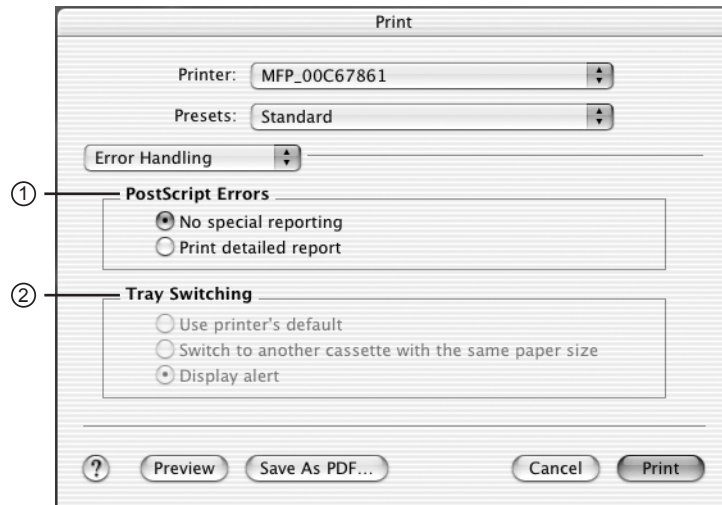 Print
Printer: MFP_00C67861
Presets: Standard
Error Handling
① PostScript Errors
No special reporting
Print detailed report
② Tray Switching
Use printer's default
Switch to another cassette with the same paper size
Display alert
? Preview Save As PDF... Cancel Print